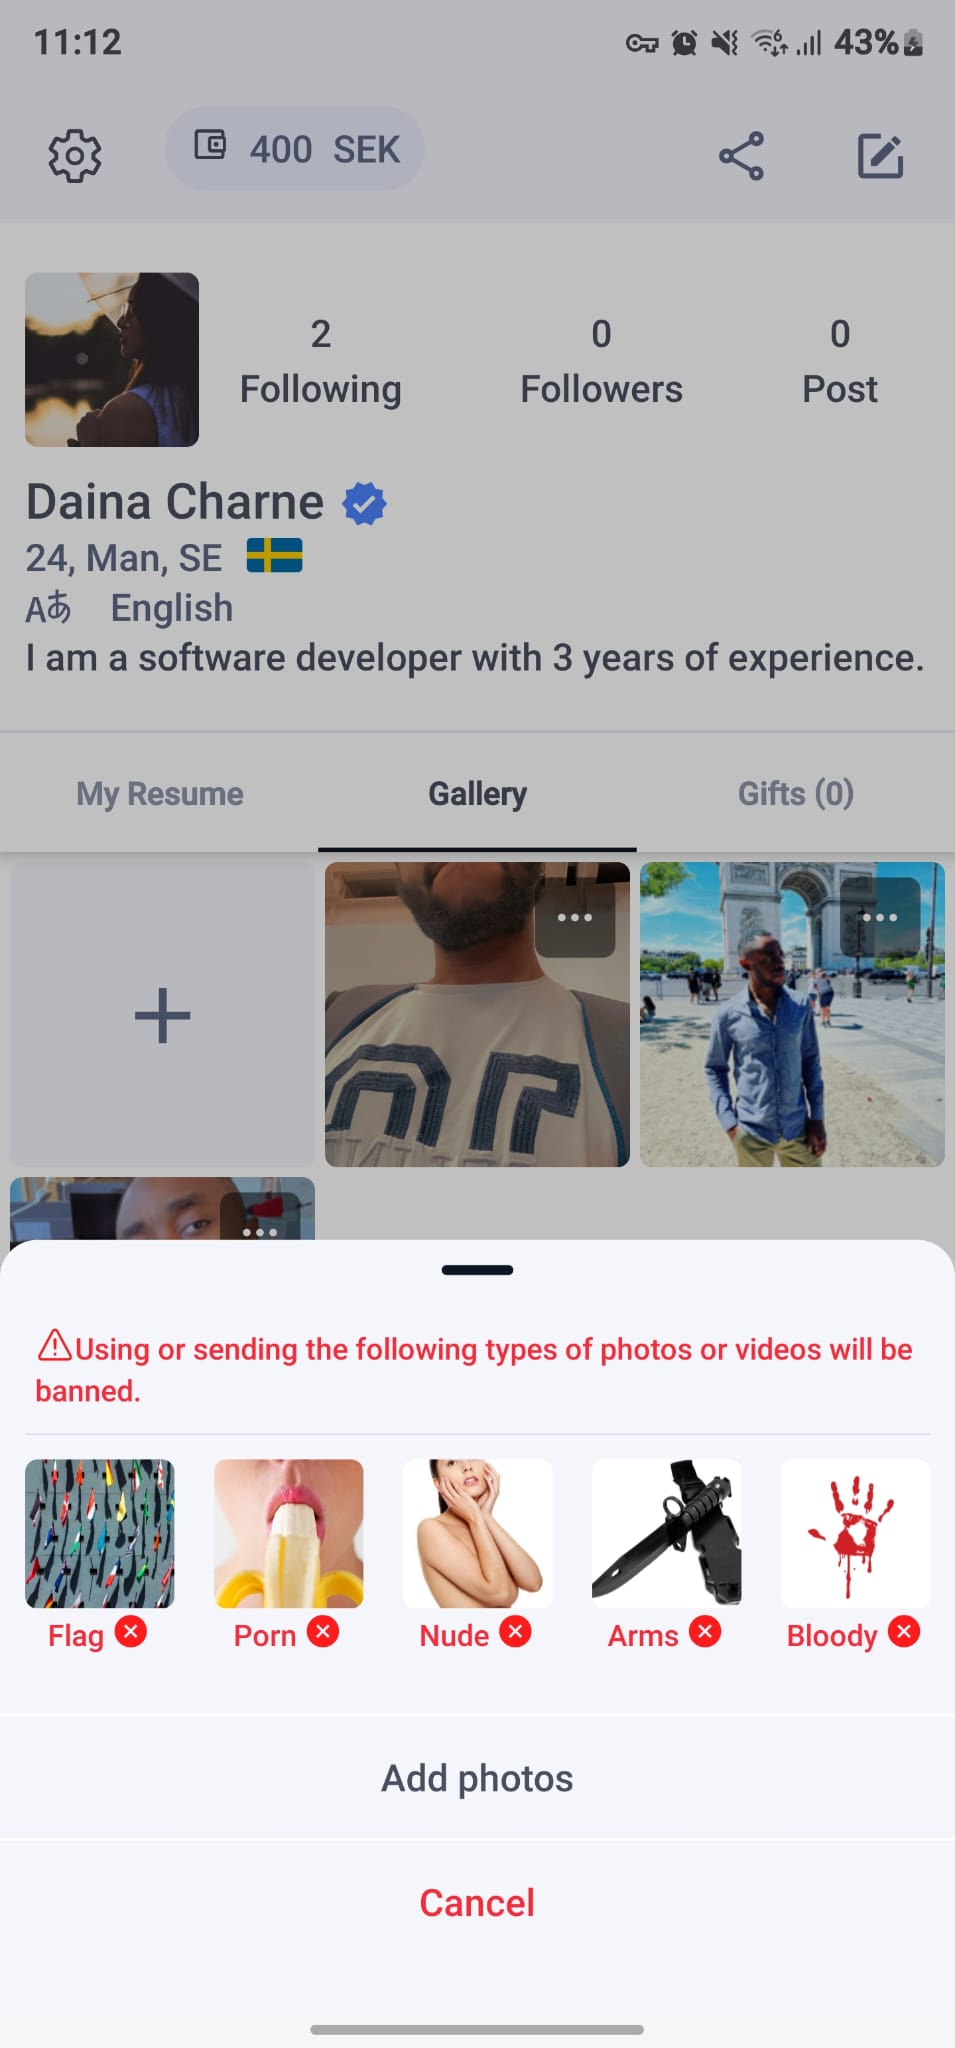 11:12
6
43%
400 SEK
2
Following
0
Followers
0
Post
Daina Charne
24, Man, SE
Aあ English
I am a software developer with 3 years of experience.
My Resume
Gallery
Gifts (0)
Using or sending the following types of photos or videos will be
banned.
Flag
Porn
Nude
Arms
Bloody
Add photos
Cancel